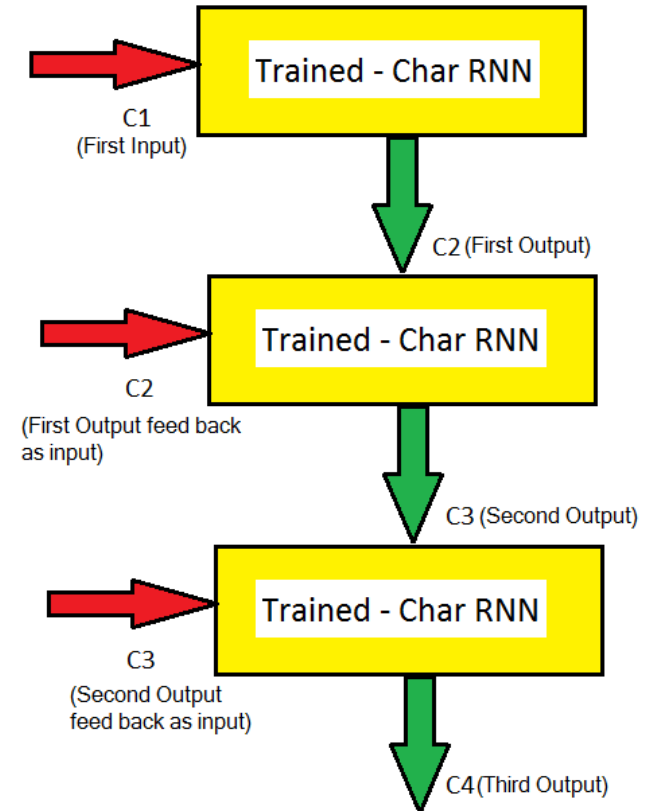 Trained - Char RNN
C1
(First Input)
C2 (First Output)
Trained - Char RNN
C2
(First Output feed back
as input)
C3 (Second Output)
Trained - Char RNN
C3
(Second Output
feed back as input)
C4 (Third Output)